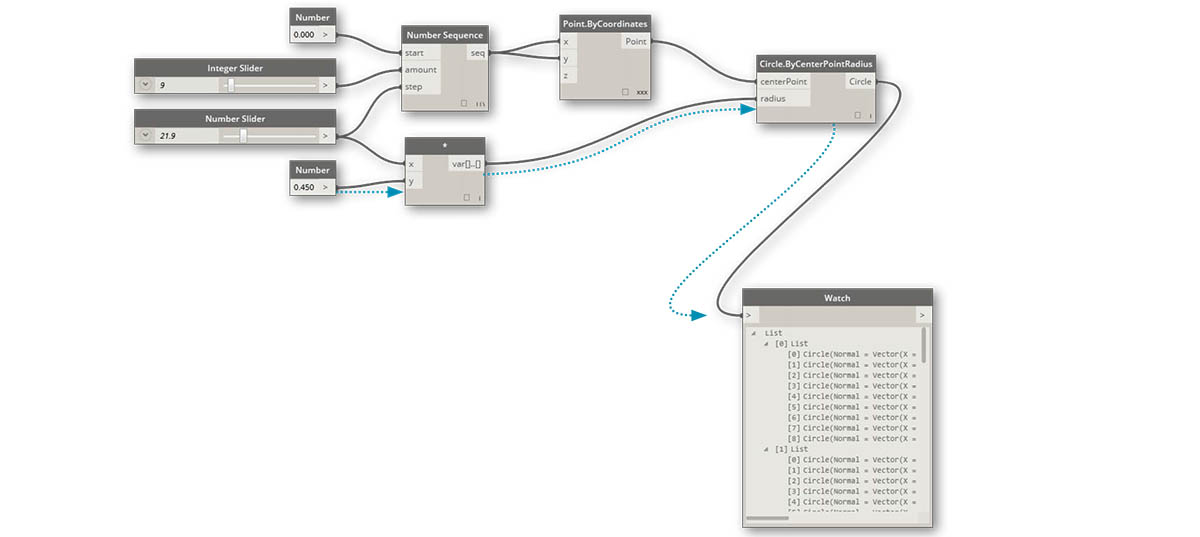 Number
0.000 >
Integer Slider
9 >
Number Slider
21.9 >
Number
0.450 >
Number Sequence
start seq
amount
step
*
x var[]..[]
y
Point.ByCoordinates
x Point
y
z
xxx
Circle.ByCenterPointRadius
centerPoint Circle
radius
Watch
> >
List
[0] List
[0] Circle(Normal = Vector(X =
[1] Circle(Normal = Vector(X =
[2] Circle(Normal = Vector(X =
[3] Circle(Normal = Vector(X =
[4] Circle(Normal = Vector(X =
[5] Circle(Normal = Vector(X =
[6] Circle(Normal = Vector(X =
[7] Circle(Normal = Vector(X =
[8] Circle(Normal = Vector(X =
[1] List
[0] Circle(Normal = Vector(X =
[1] Circle(Normal = Vector(X =
[2] Circle(Normal = Vector(X =
[3] Circle(Normal = Vector(X =
[4] Circle(Normal = Vector(X =